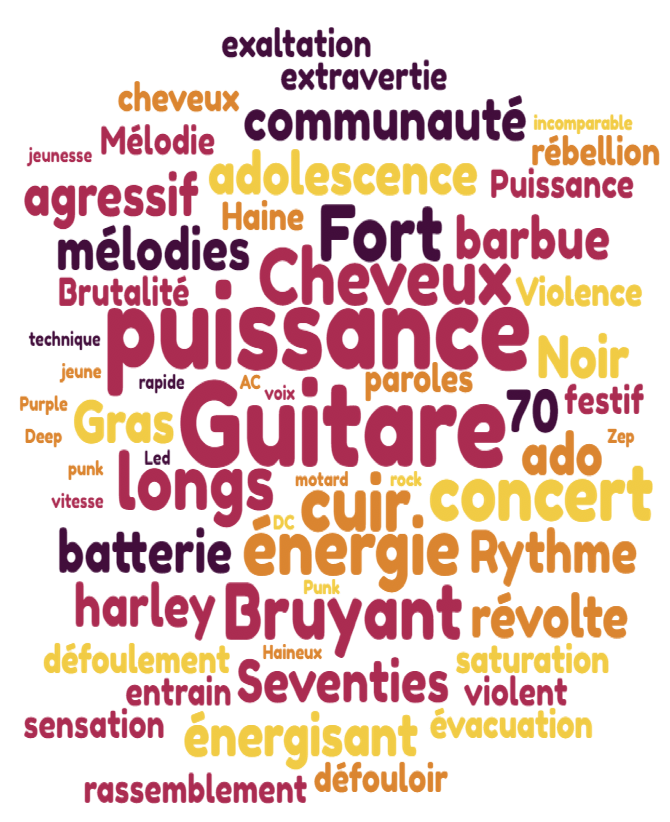 exaltation
extravertie
cheveux
communauté
incomparable
Mélodie
jeunesse
rébellion
adolescence
Puissance
agressif
Haine
Fort
barbue
mélodies
Cheveux
Brutalité
Violence
puissance
technique
Noir
jeune
rapide
AC
voix
paroles
Purple
Gras
Guitare
70
festif
Deep
Zep
ado
Led
punk
longs
motard
rock
vitesse
cuir
concert
DC
batterie
énergie
Rythme
Punk
harley
Bruyant
révolte
Haineux
défoulement
saturation
entrain
Seventies
violent
sensation
énergisant
évacuation
rassemblement
défouloir